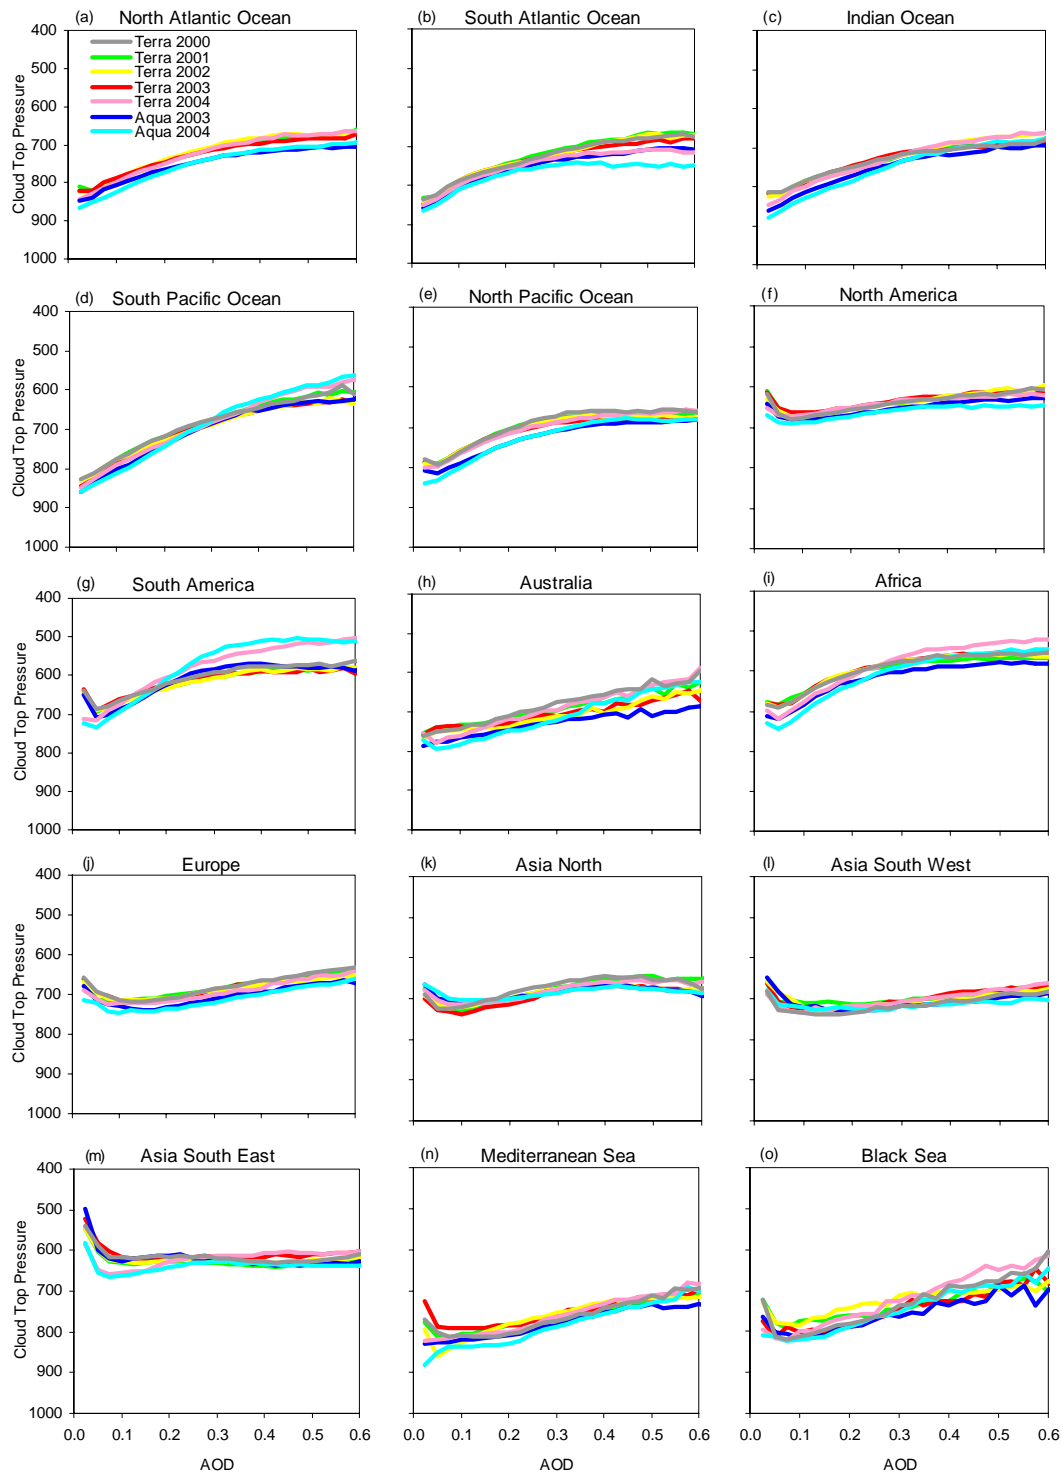 (a) North Atlantic Ocean
(b) South Atlantic Ocean
(c) Indian Ocean
400
500
600
700
800
900
1000
Cloud Top Pressure
Terra 2000
Terra 2001
Terra 2002
Terra 2003
Terra 2004
Aqua 2003
Aqua 2004
(d) South Pacific Ocean
(e) North Pacific Ocean
(f) North America
400
500
600
700
800
900
1000
Cloud Top Pressure
(g) South America
(h) Australia
(i) Africa
400
500
600
700
800
900
1000
Cloud Top Pressure
(j) Europe
(k) Asia North
(l) Asia South West
400
500
600
700
800
900
1000
Cloud Top Pressure
(m) Asia South East
(n) Mediterranean Sea
(o) Black Sea
400
500
600
700
800
900
1000
Cloud Top Pressure
0.0 0.1 0.2 0.3 0.4 0.5 0.6
0.0 0.1 0.2 0.3 0.4 0.5 0.6
0.0 0.1 0.2 0.3 0.4 0.5 0.6
AOD
AOD
AOD